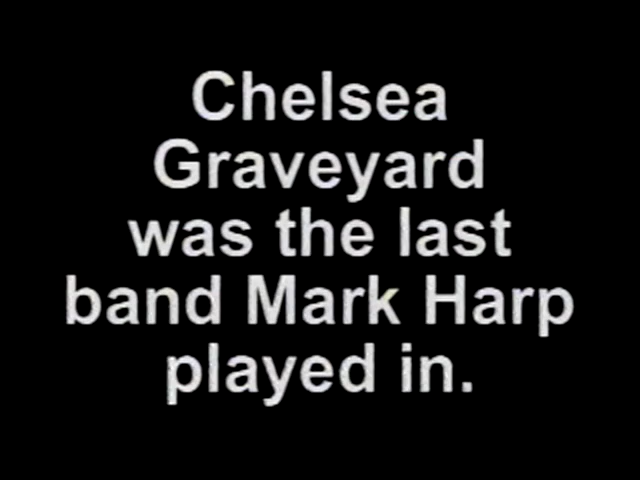 Chelsea
Graveyard
was the last
band Mark Harp
played in.